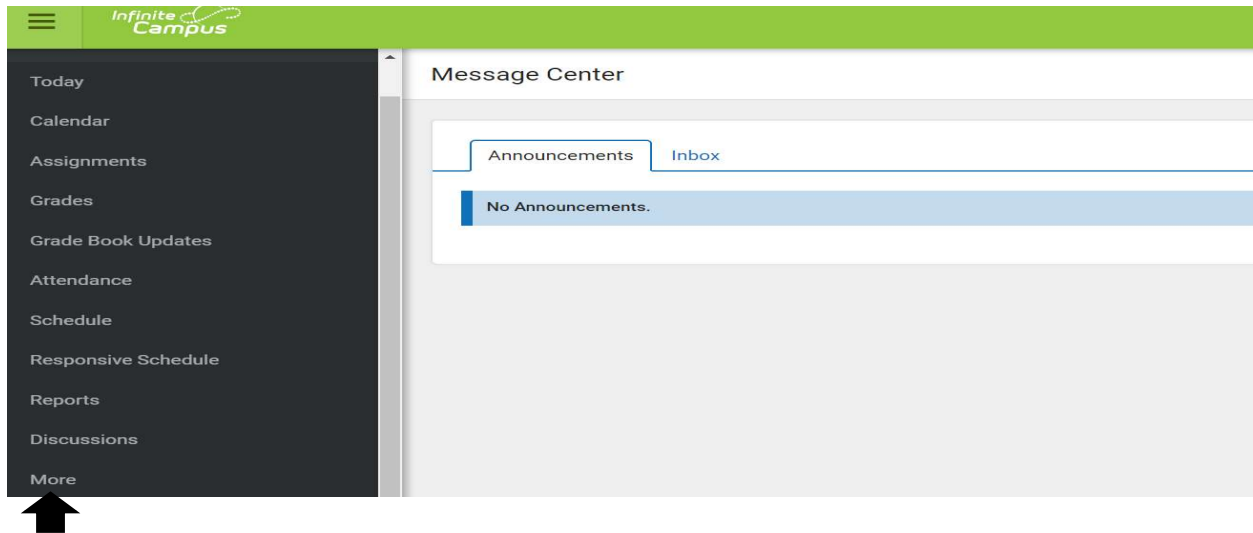 Infinite
Campus
Message Center
Today
Calendar
Assignments
Grades
Grade Book Updates
Attendance
Schedule
Responsive Schedule
Reports
Discussions
More
Announcements Inbox
No Announcements.